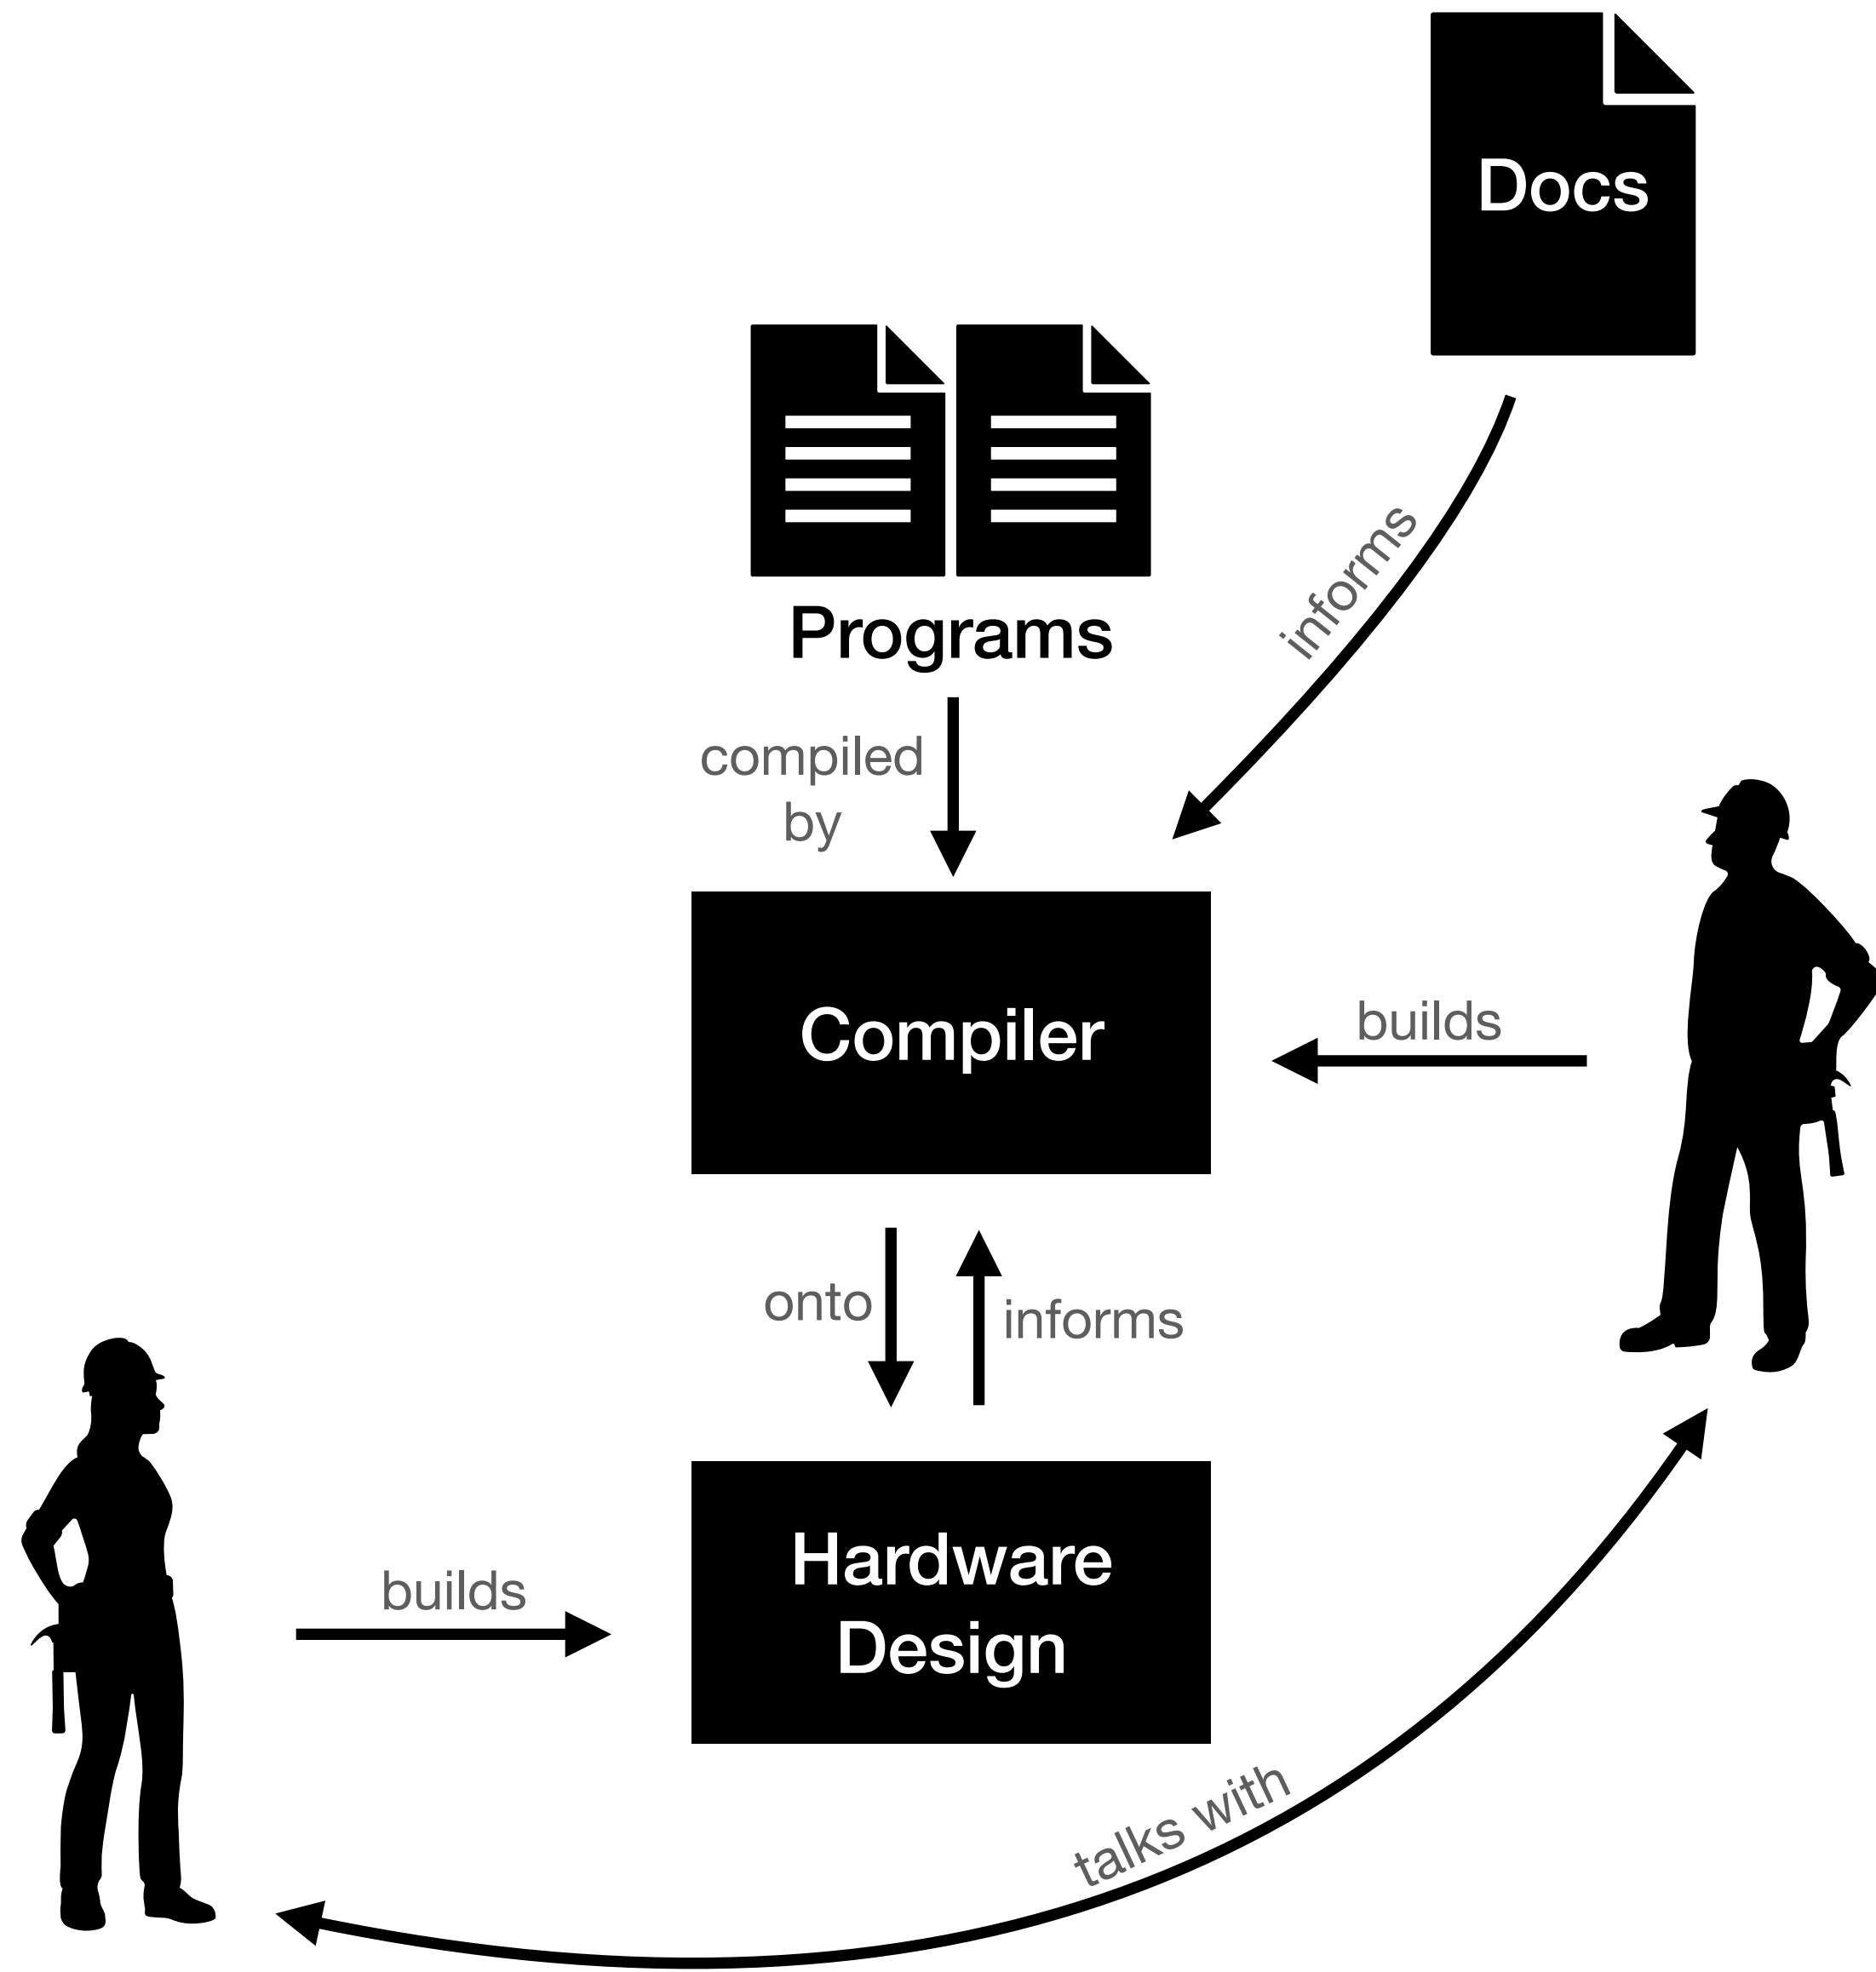 Docs
Programs
informs
compiled
by
Compiler
builds
onto
informs
Hardware
Design
builds
talks with